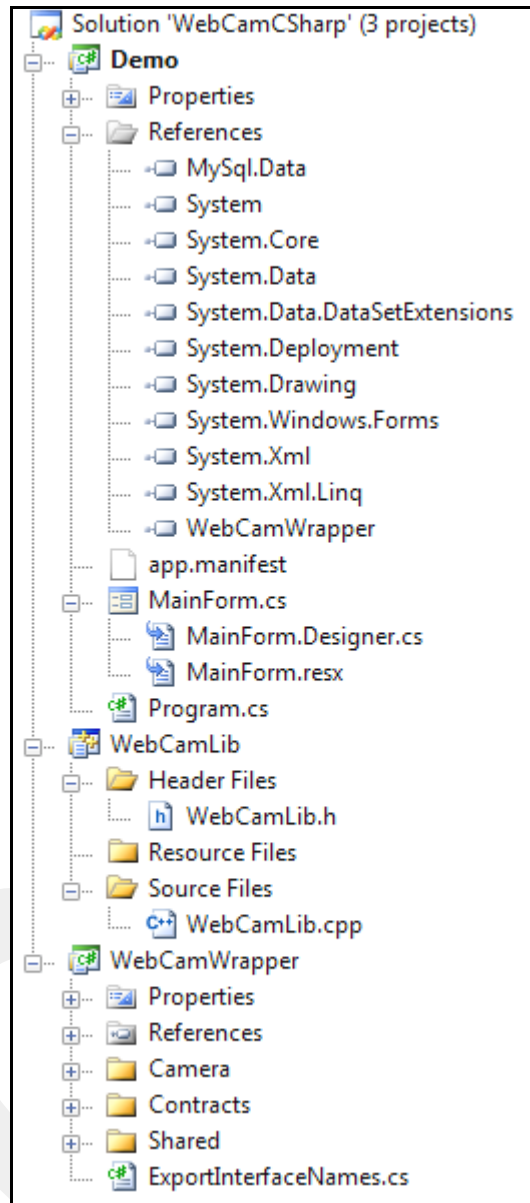 Solution 'WebCamCSharp' (3 projects)
Demo
Properties
References
MySql.Data
System
System.Core
System.Data
System.Data.DataSetExtensions
System.Deployment
System.Drawing
System.Windows.Forms
System.Xml
System.Xml.Linq
WebCamWrapper
app.manifest
MainForm.cs
MainForm.Designer.cs
MainForm.resx
Program.cs
WebCamLib
Header Files
WebCamLib.h
Resource Files
Source Files
WebCamLib.cpp
WebCamWrapper
Properties
References
Camera
Contracts
Shared
ExportInterfaceNames.cs